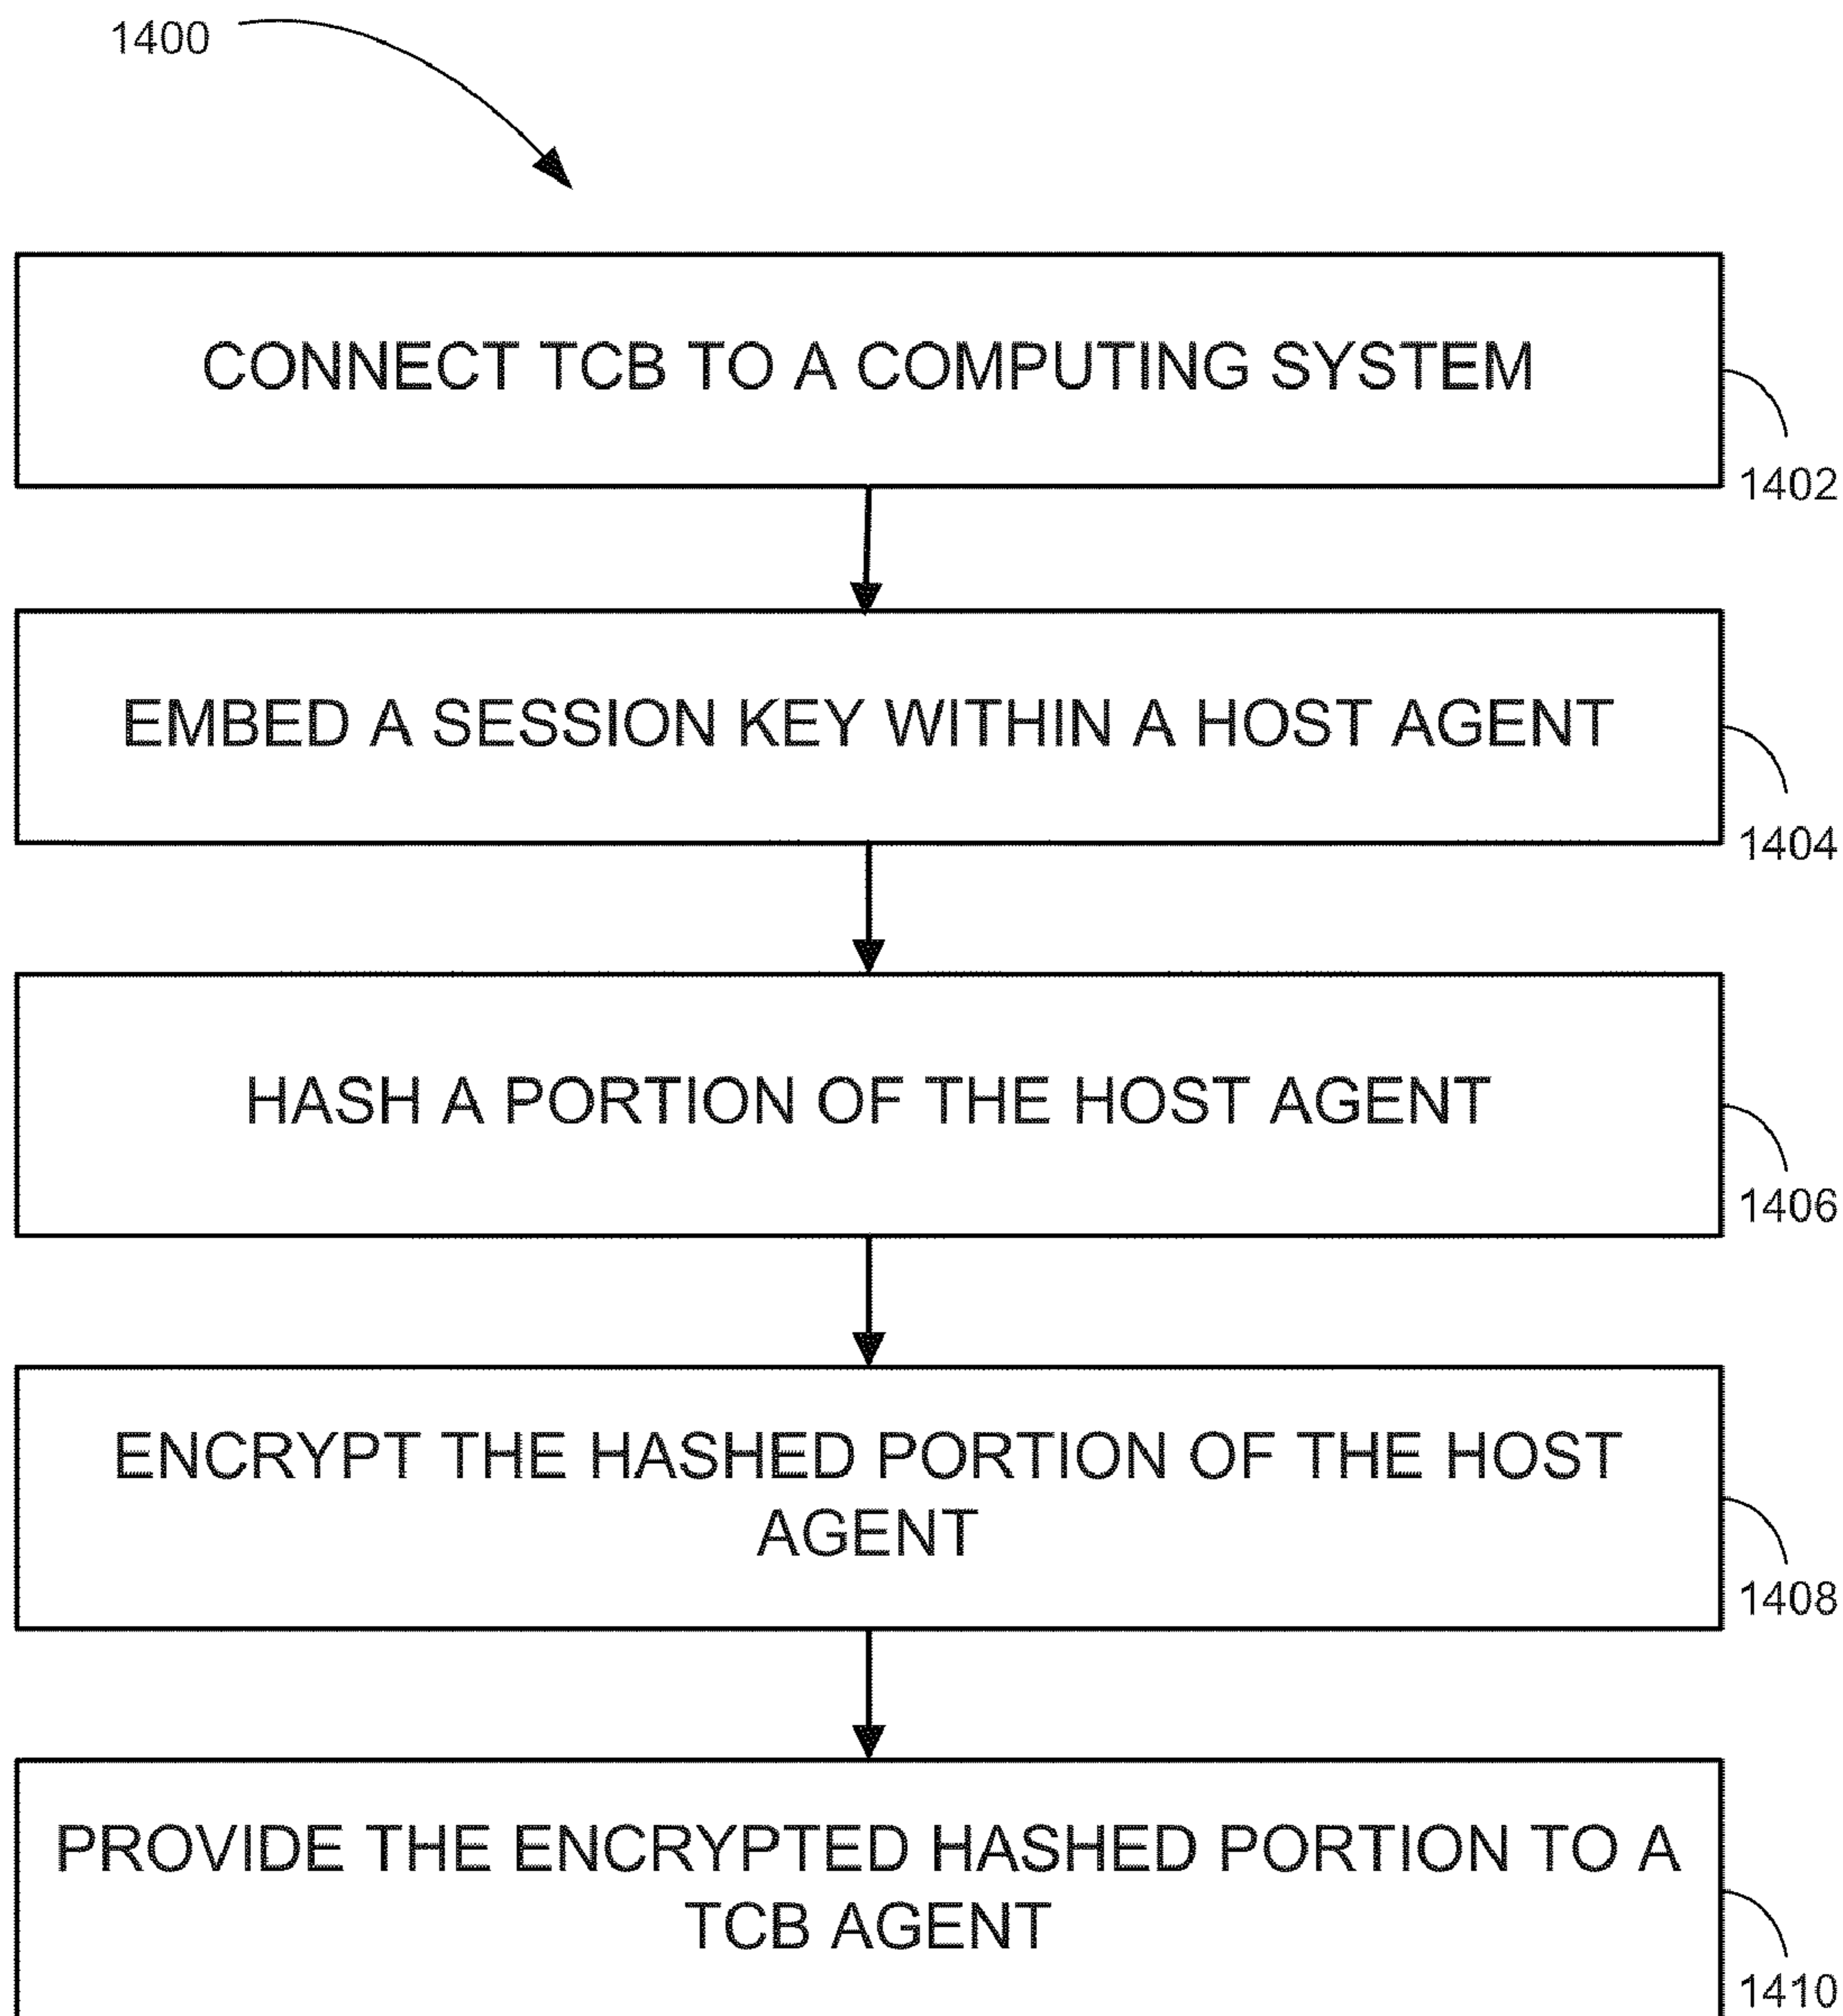 1400
CONNECT TCB TO A COMPUTING SYSTEM
1402
EMBED A SESSION KEY WITHIN A HOST AGENT
1404
HASH A PORTION OF THE HOST AGENT
1406
ENCRYPT THE HASHED PORTION OF THE HOST
AGENT
1408
PROVIDE THE ENCRYPTED HASHED PORTION TO A
TCB AGENT
1410